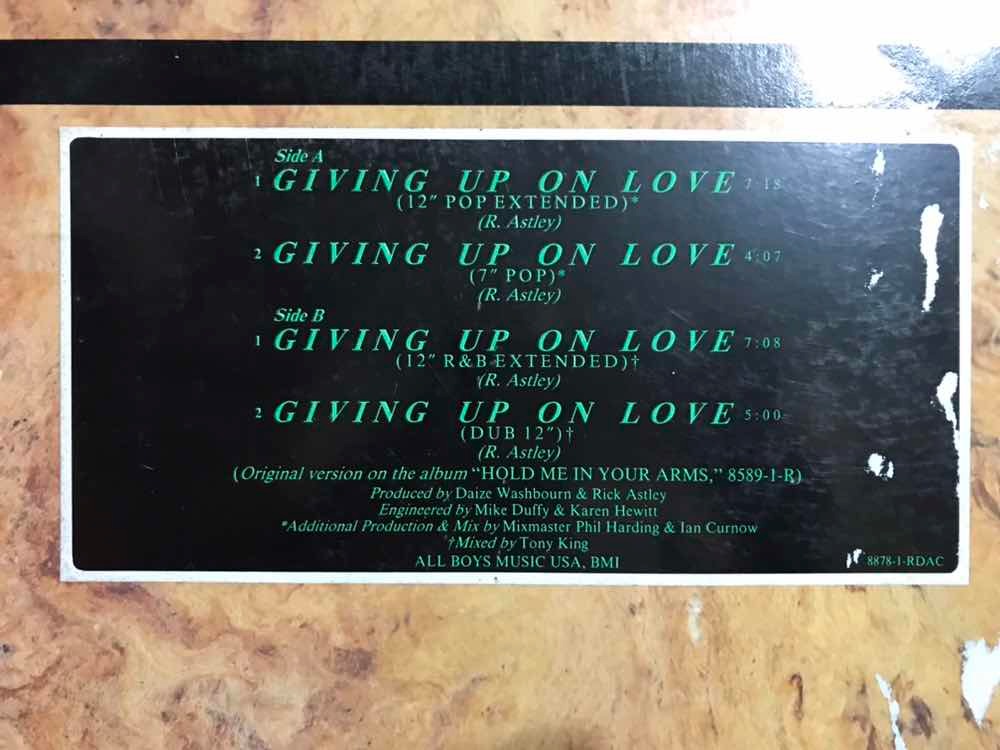 Side A
1 GIVING UP ON LOVE 7:18
(12" POP EXTENDED)*
(R. Astley)
2 GIVING UP ON LOVE 4:07
(7" POP)*
(R. Astley)
Side B
1 GIVING UP ON LOVE 7:08
(12" R&B EXTENDED)†
(R. Astley)
2 GIVING UP ON LOVE 5:00
(DUB 12")†
(R. Astley)
(Original version on the album “HOLD ME IN YOUR ARMS,” 8589-1-R)
Produced by Daize Washbourn & Rick Astley
Engineered by Mike Duffy & Karen Hewitt
*Additional Production & Mix by Mixmaster Phil Harding & Ian Curnow
†Mixed by Tony King
ALL BOYS MUSIC USA, BMI
8878-1-RDAC